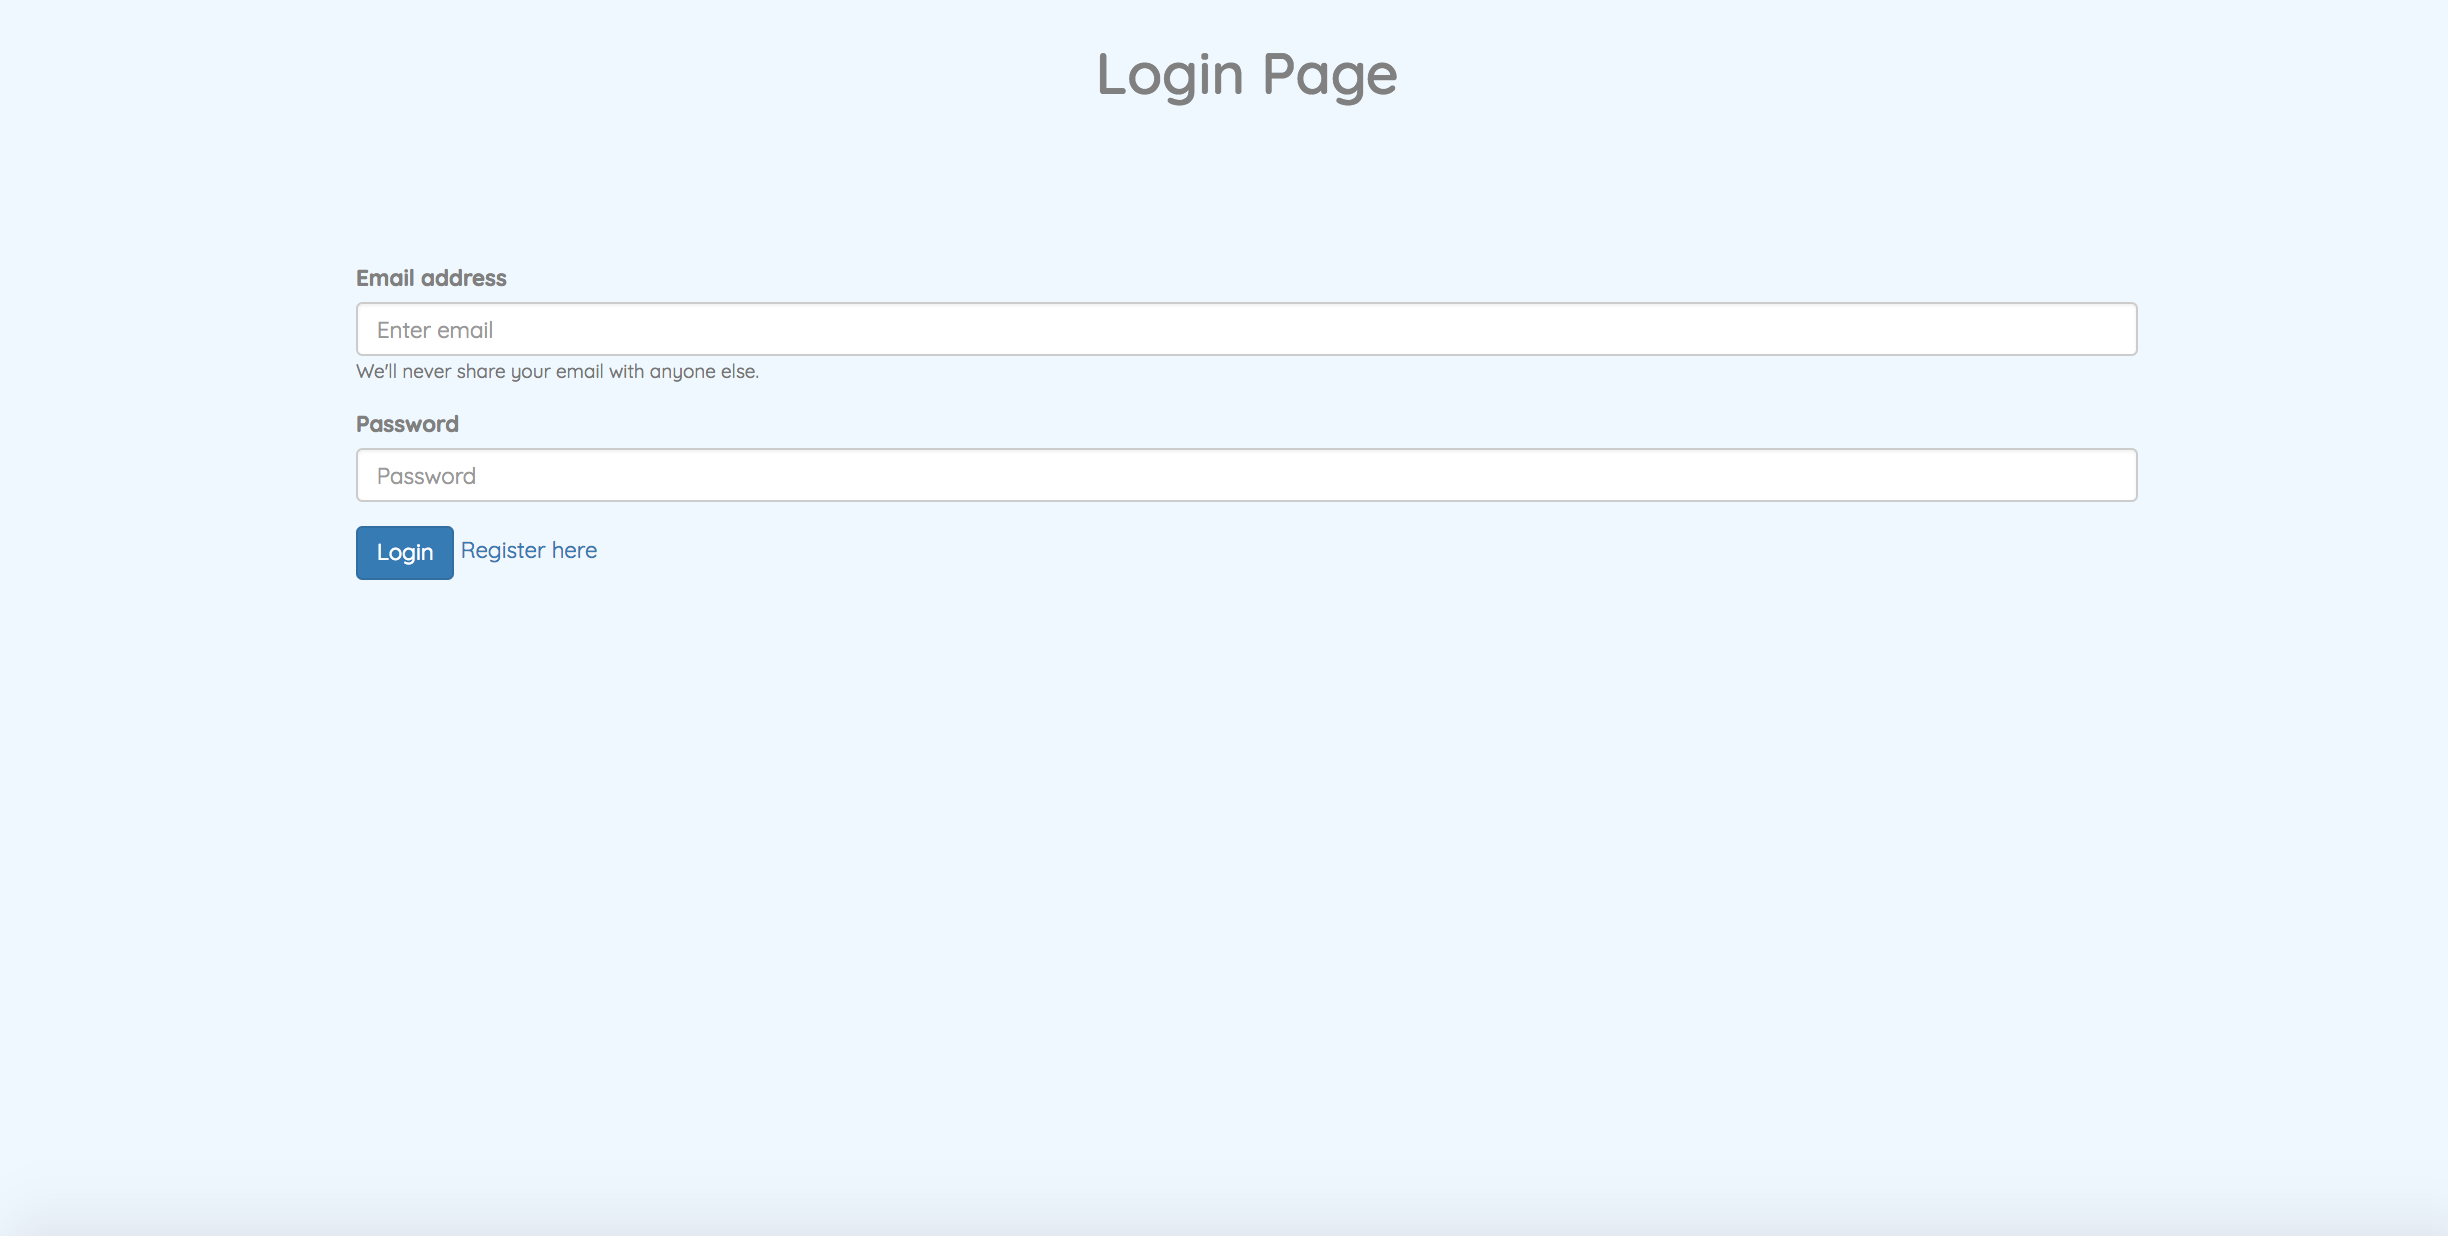 Login Page
Email address
Enter email
We'll never share your email with anyone else.
Password
Password
Login Register here